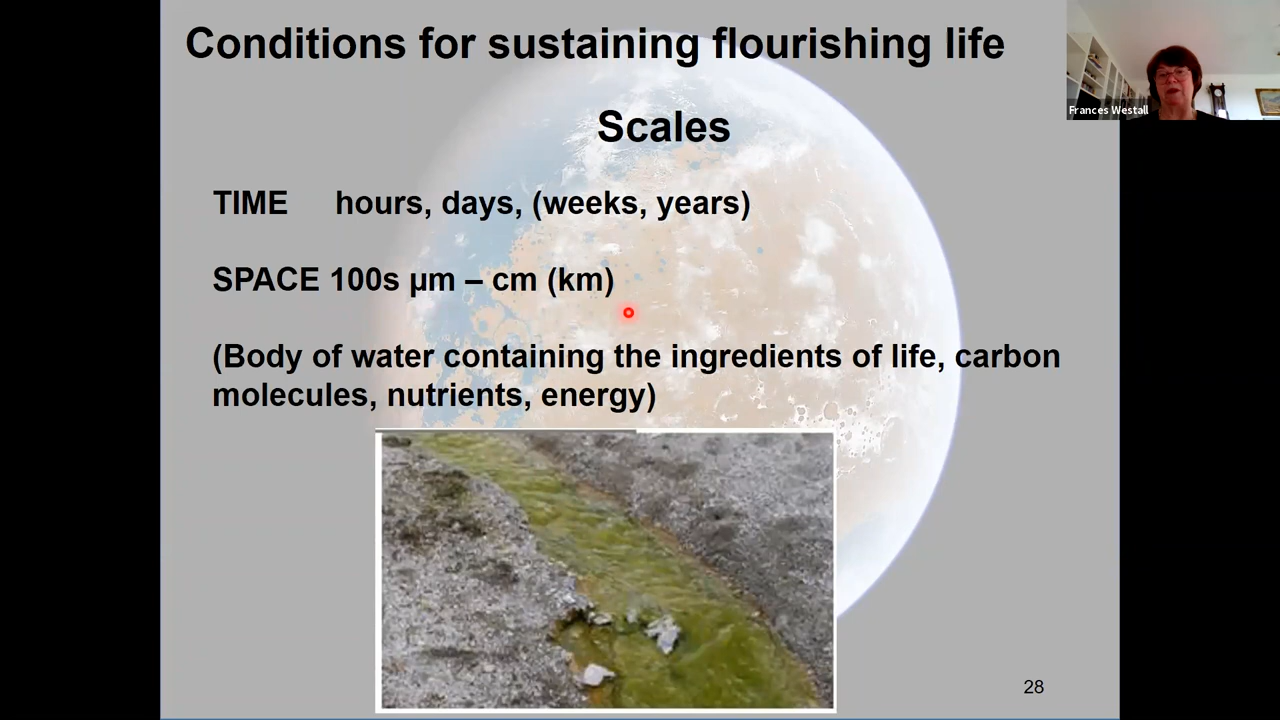 Conditions for sustaining flourishing life
Frances Westall
Scales
TIME hours, days, (weeks, years)
SPACE 100s µm – cm (km)
(Body of water containing the ingredients of life, carbon
molecules, nutrients, energy)
28